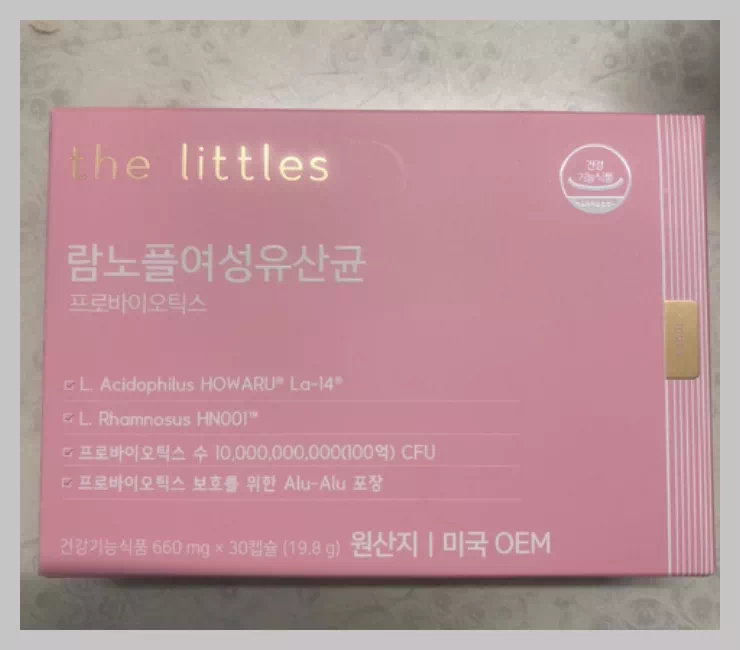 the littles
건강
기능식품
람노플여성유산균
프로바이오틱스
L. Acidophilus HOWARU® La-14®
L. Rhamnosus HN001™
프로바이오틱스 수 10,000,000,000(100억) CFU
프로바이오틱스 보호를 위한 Alu-Alu 포장
건강기능식품 660 mg × 30캡슐 (19.8 g) 원산지 | 미국 OEM